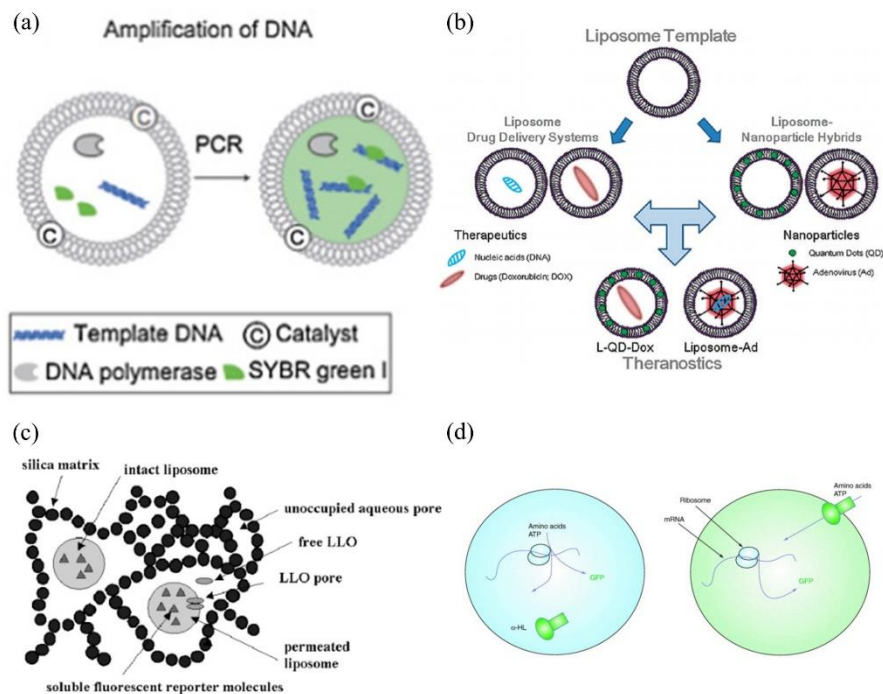 (a)
Amplification of DNA
C
PCR
C
C
C
Template DNA
C Catalyst
DNA polymerase
SYBR green I
(b)
Liposome Template
Liposome
Drug Delivery Systems
Liposome-
Nanoparticle Hybrids
Therapeutics
Nucleic acids (DNA)
Drugs (Doxorubicin; DOX)
Nanoparticles
Quantum Dots (QD)
Adenovirus (Ad)
L-QD-Dox
Liposome-Ad
Theranostics
(c)
silica matrix
intact liposome
unoccupied aqueous pore
free LLO
LLO pore
permeated
liposome
soluble fluorescent reporter molecules
(d)
Amino acids
ATP
GFP
α-HL
Amino acids
ATP
Ribosome
mRNA
GFP